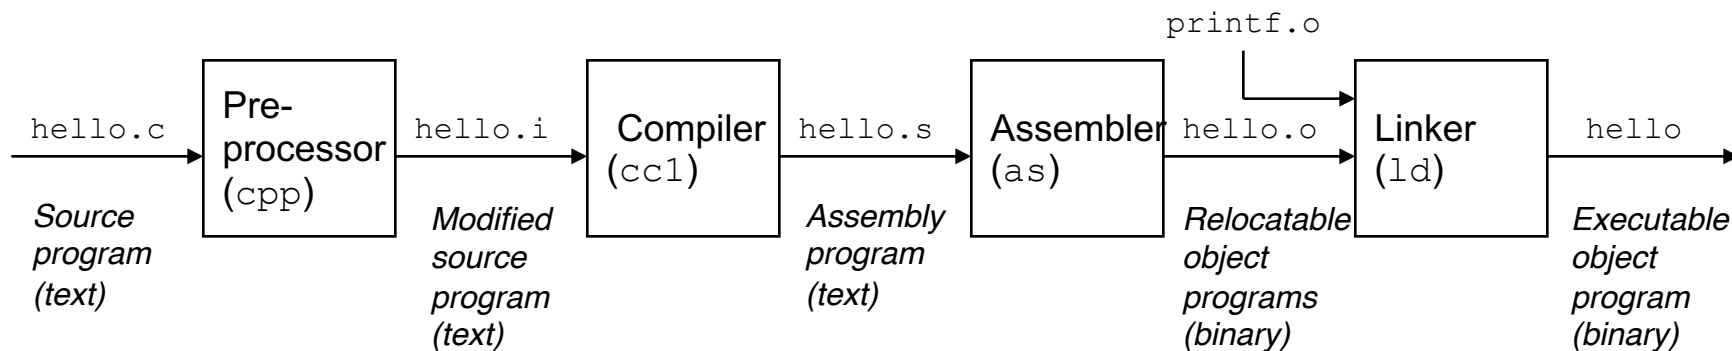 printf.o
hello.c
Pre-
processor
(cpp)
hello.i
Compiler
(cc1)
hello.s
Assembler
(as)
hello.o
Linker
(ld)
hello
Source
program
(text)
Modified
source
program
(text)
Assembly
program
(text)
Relocatable
object
programs
(binary)
Executable
object
program
(binary)